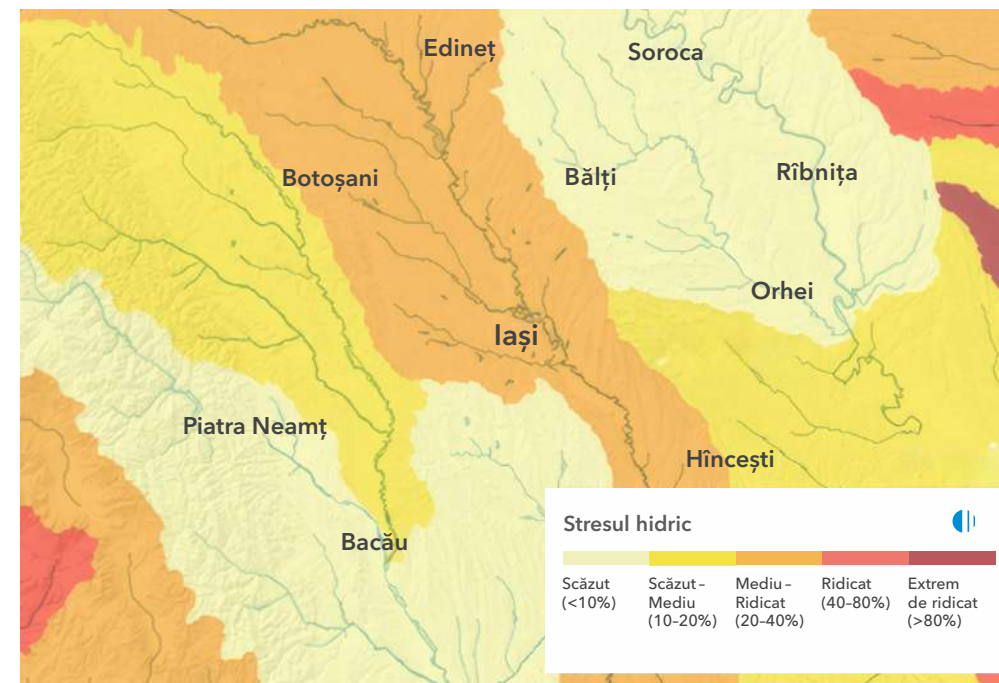 Edineț
Soroca
Botoșani
Bălți
Rîbnița
Orhei
Iași
Piatra Neamț
Hîncești
Bacău
Stresul hidric
Scăzut
(<10%)
Scăzut–
Mediu
(10–20%)
Mediu–
Ridicat
(20–40%)
Ridicat
(40–80%)
Extrem
de ridicat
(>80%)